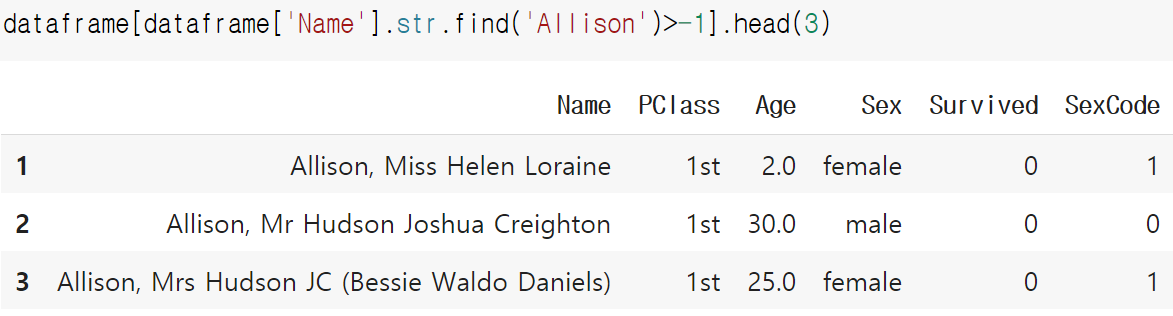 dataframe[dataframe['Name'].str.find('Allison')>-1].head(3)
Name PClass Age Sex Survived SexCode
1 Allison, Miss Helen Loraine 1st 2.0 female 0 1
2 Allison, Mr Hudson Joshua Creighton 1st 30.0 male 0 0
3 Allison, Mrs Hudson JC (Bessie Waldo Daniels) 1st 25.0 female 0 1